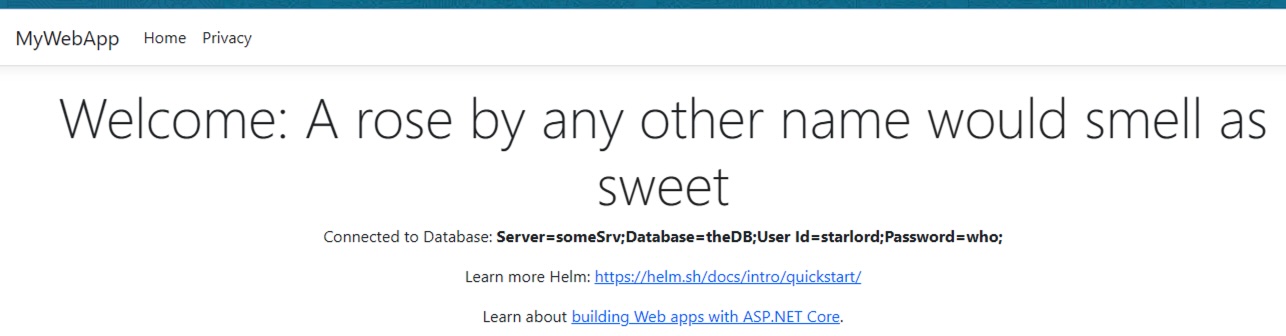 MyWebApp Home Privacy
Welcome: A rose by any other name would smell as
sweet
Connected to Database: Server=someSrv;Database=theDB;User Id=starlord;Password=who;
Learn more Helm: https://helm.sh/docs/intro/quickstart/
Learn about building Web apps with ASP.NET Core.